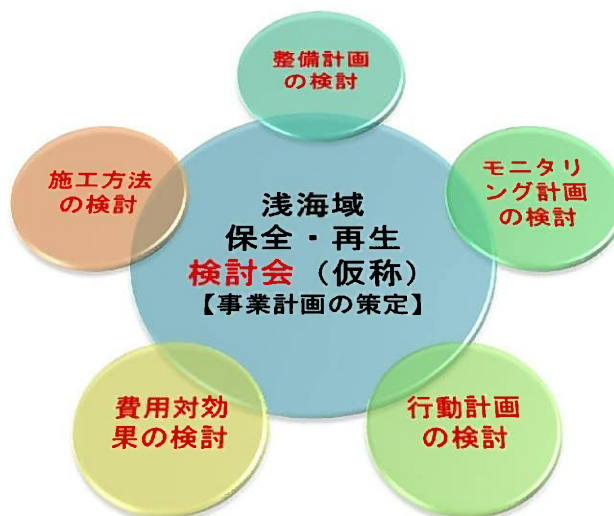 整備計画
の検討
施工方法
の検討
モニタリ
ング計画
の検討
浅海域
保全・再生
検討会（仮称）
【事業計画の策定】
費用対効
果の検討
行動計画
の検討